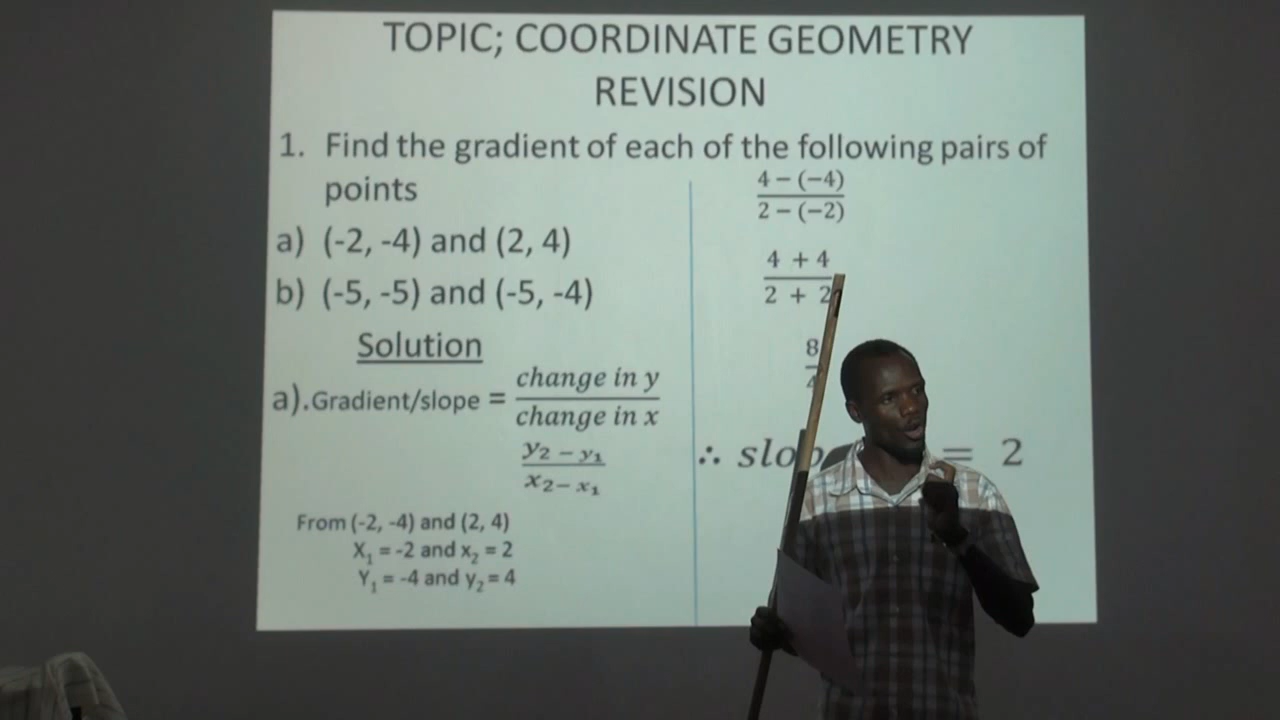 TOPIC; COORDINATE GEOMETRY
REVISION
1. Find the gradient of each of the following pairs of
points
a) (-2, -4) and (2, 4)
b) (-5, -5) and (-5, -4)
Solution
a).Gradient/slope = change in y
change in x
y₂ − y₁
x₂− x₁
From (-2, -4) and (2, 4)
X₁ = -2 and x₂ = 2
Y₁ = -4 and y₂ = 4
4 − (−4)
2 − (−2)
4 + 4
2 + 2
8
4
∴ = 2